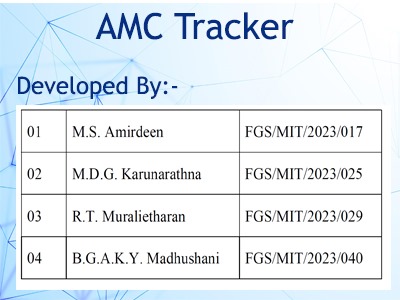 AMC Tracker
Developed By:-
01 M.S. Amirdeen FGS/MIT/2023/017
02 M.D.G. Karunarathna FGS/MIT/2023/025
03 R.T. Muralietharan FGS/MIT/2023/029
04 B.G.A.K.Y. Madhushani FGS/MIT/2023/040